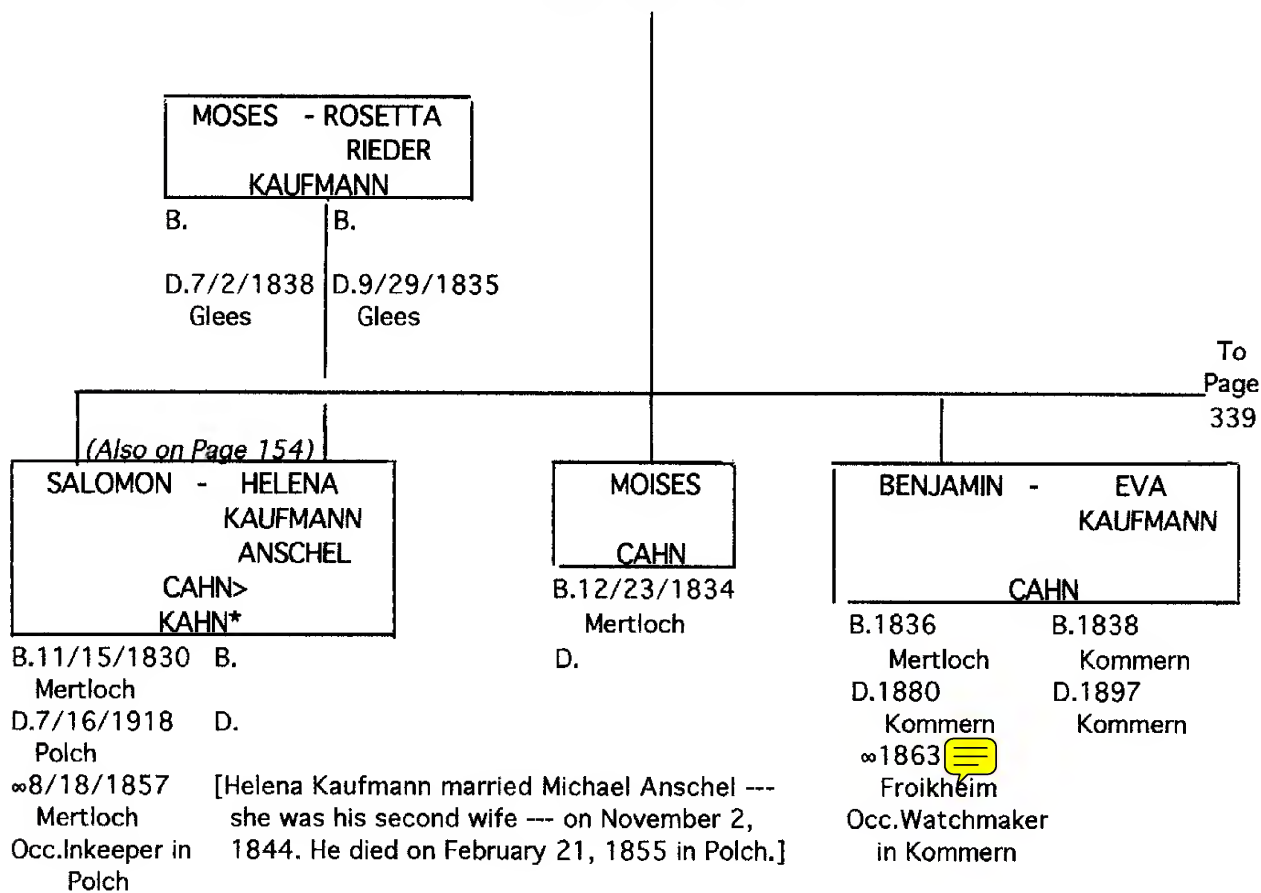 MOSES - ROSETTA
RIEDER
KAUFMANN
B. B.
D.7/2/1838 D.9/29/1835
Glees Glees
To
Page
339
(Also on Page 154)
SALOMON - HELENA
KAUFMANN
ANSCHEL
CAHN>
KAHN*
B.11/15/1830 B.
Mertloch
D.7/16/1918 D.
Polch
∞8/18/1857
Mertloch
Occ.Inkeeper in
Polch
[Helena Kaufmann married Michael Anschel ---
she was his second wife --- on November 2,
1844. He died on February 21, 1855 in Polch.]
MOISES
CAHN
B.12/23/1834
Mertloch
D.
BENJAMIN - EVA
KAUFMANN
CAHN
B.1836 B.1838
Mertloch Kommern
D.1880 D.1897
Kommern Kommern
∞1863
Froikheim
Occ.Watchmaker
in Kommern